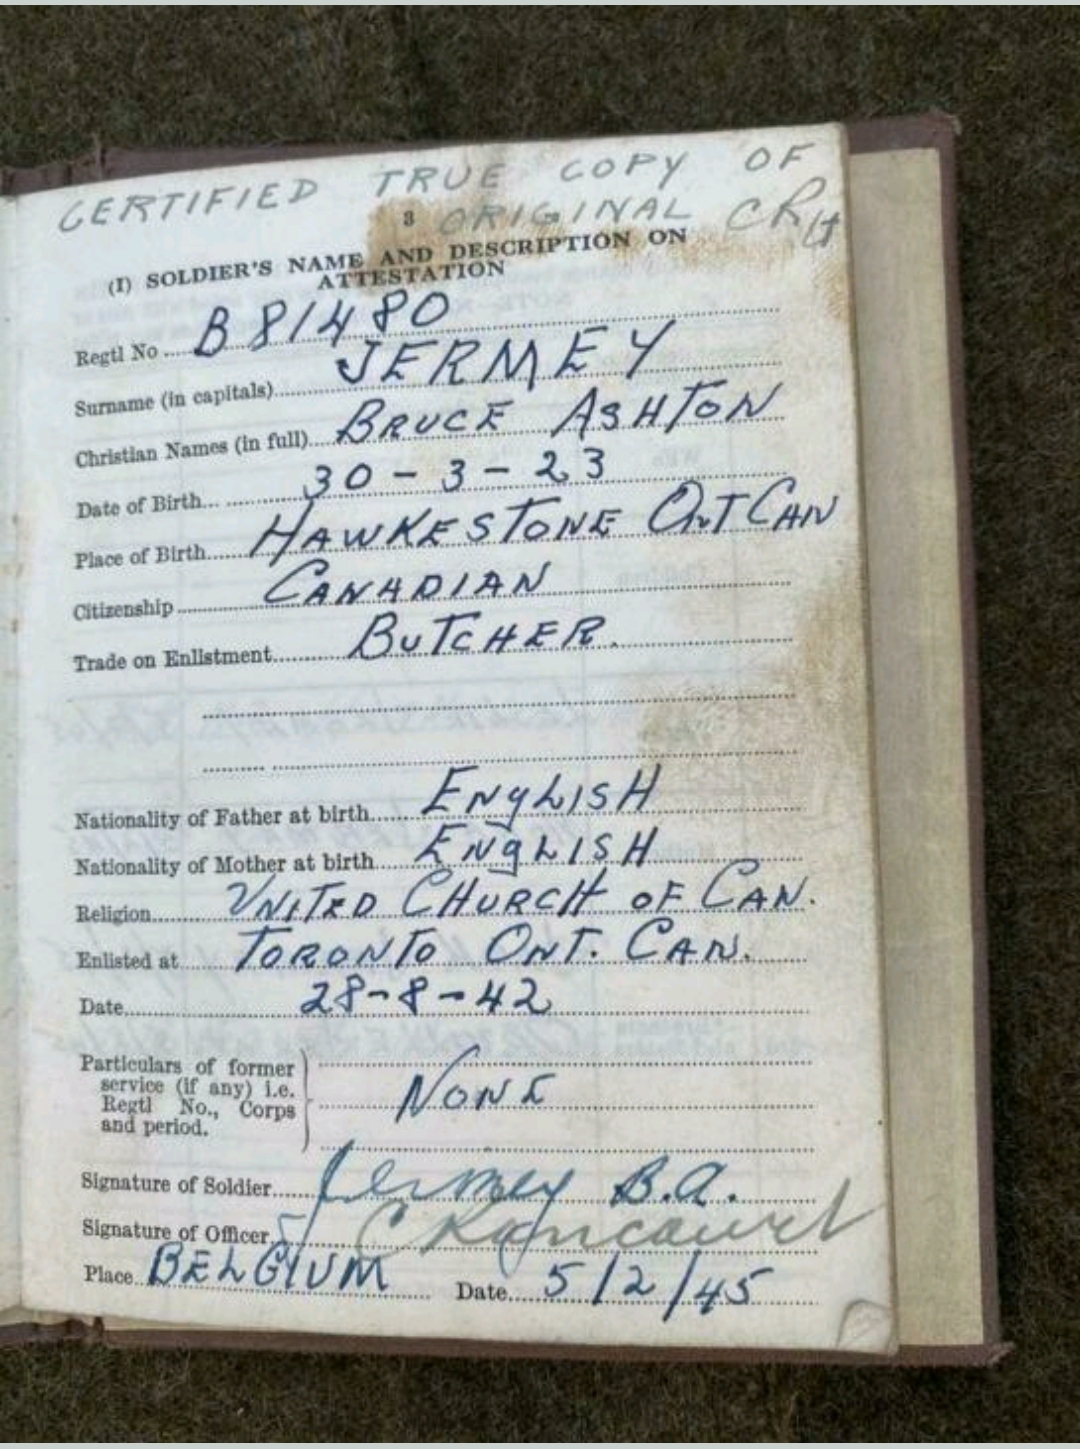 CERTIFIED TRUE COPY OF
3 ORIGINAL
(I) SOLDIER'S NAME AND DESCRIPTION ON
ATTESTATION
Regtl No B81480
Surname (in capitals) JERMEY
Christian Names (in full) BRUCE ASHTON
Date of Birth 30-3-23
Place of Birth HAWKESTONE ONT CAN
Citizenship CANADIAN
Trade on Enlistment BUTCHER.
Nationality of Father at birth ENGLISH
Nationality of Mother at birth ENGLISH
Religion UNITED CHURCH OF CAN.
Enlisted at TORONTO ONT. CAN.
Date 28-8-42
Particulars of former
service (if any) i.e.
Regtl No., Corps
and period.
NONE
Signature of Soldier Jermey B.A.
Signature of Officer
Place BELGIUM Date 5/2/45